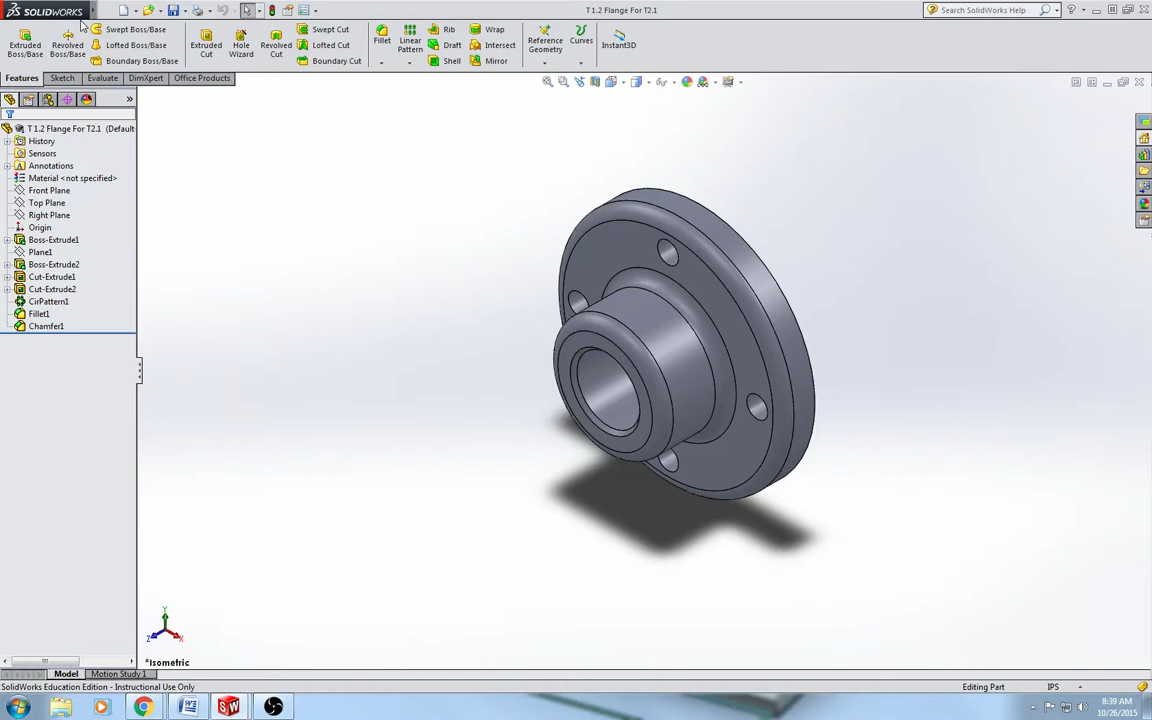 SOLIDWORKS
T 1.2 Flange For T2.1
Search SolidWorks Help
Extruded Boss/Base
Revolved Boss/Base
Swept Boss/Base
Lofted Boss/Base
Boundary Boss/Base
Extruded Cut
Hole Wizard
Revolved Cut
Swept Cut
Lofted Cut
Boundary Cut
Fillet
Linear Pattern
Rib
Draft
Shell
Wrap
Intersect
Mirror
Reference Geometry
Curves
Instant3D
Features
Sketch
Evaluate
DimXpert
Office Products
T 1.2 Flange For T2.1 (Default
History
Sensors
Annotations
Material <not specified>
Front Plane
Top Plane
Right Plane
Origin
Boss-Extrude1
Plane1
Boss-Extrude2
Cut-Extrude1
Cut-Extrude2
CirPattern1
Fillet1
Chamfer1
Y
Z
X
*Isometric
Model
Motion Study 1
SolidWorks Education Edition - Instructional Use Only
Editing Part
IPS
8:39 AM
10/26/2015